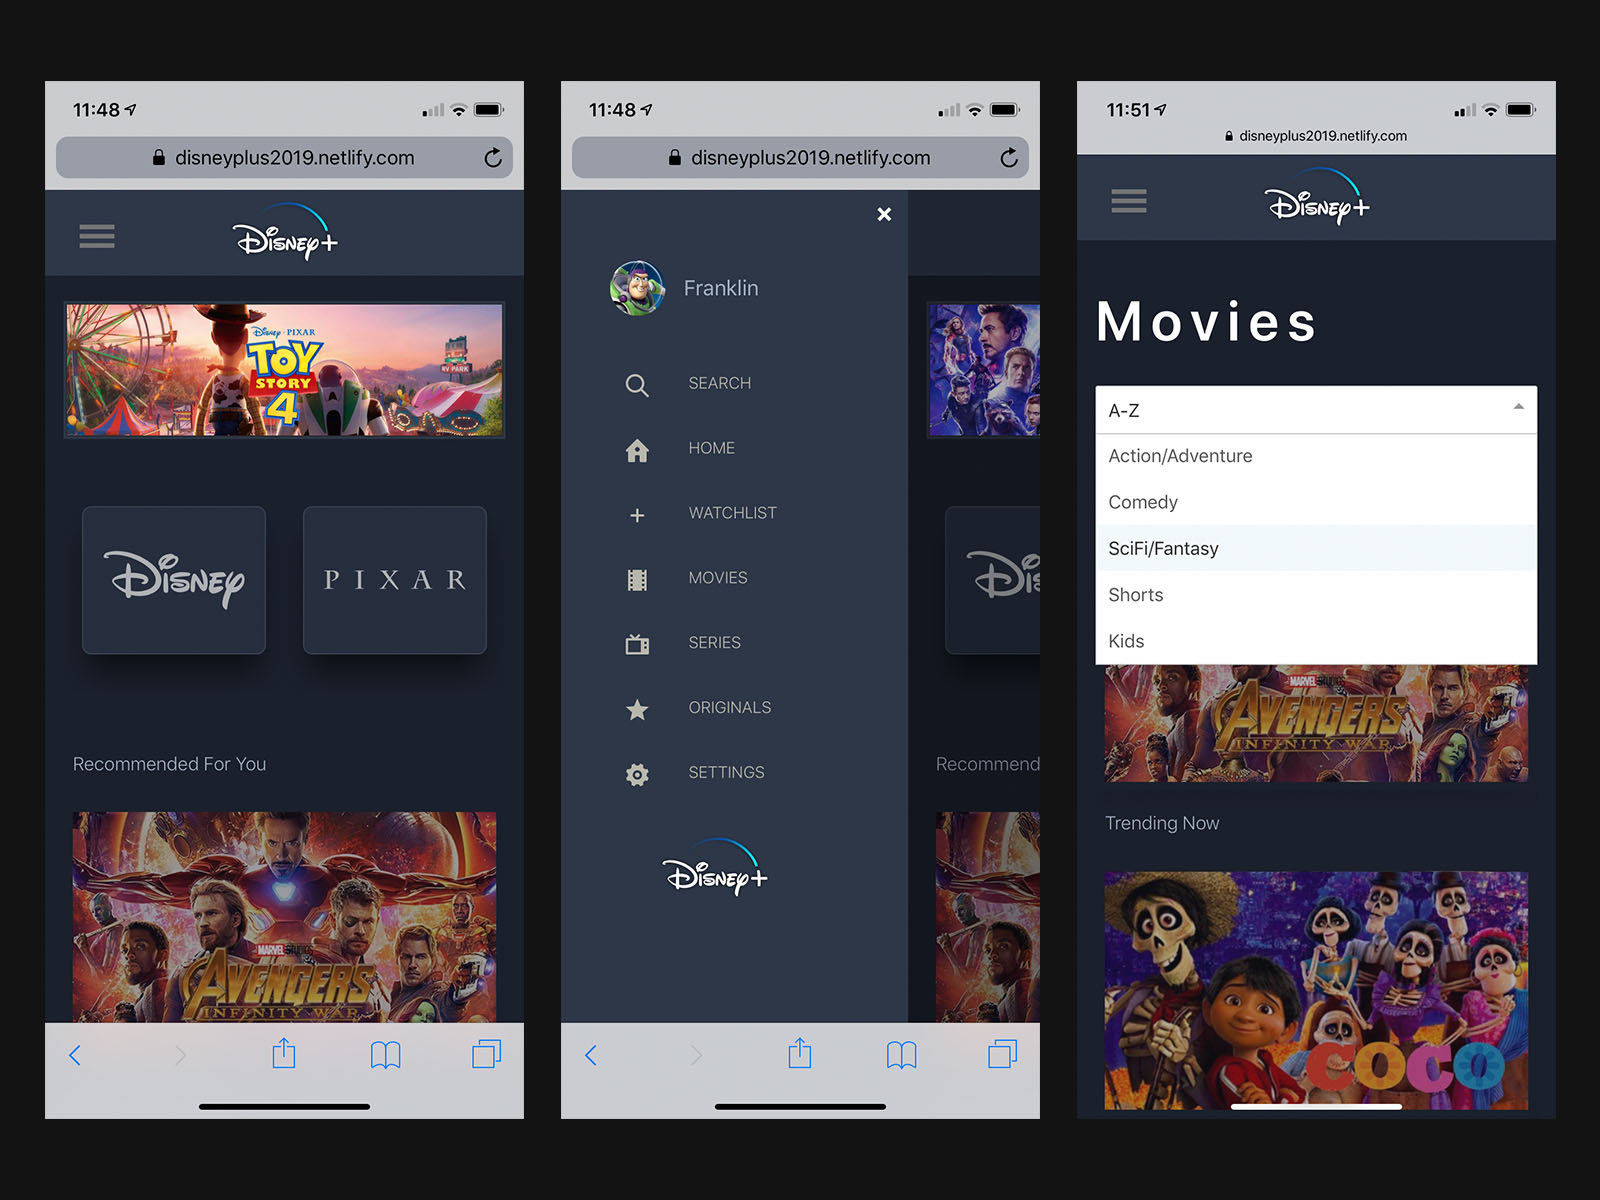 11:48
disneyplus2019.netlify.com
Disney+
Disney · PIXAR
TOY
STORY
4
RV PARK
Disney
PIXAR
Recommended For You
MARVEL STUDIOS
AVENGERS
INFINITY WAR
11:48
disneyplus2019.netlify.com
Franklin
SEARCH
HOME
WATCHLIST
MOVIES
SERIES
ORIGINALS
SETTINGS
Disney+
Recommend
11:51
disneyplus2019.netlify.com
Disney+
Movies
A-Z
Action/Adventure
Comedy
SciFi/Fantasy
Shorts
Kids
MARVEL STUDIOS
AVENGERS
INFINITY WAR
Trending Now
COCO